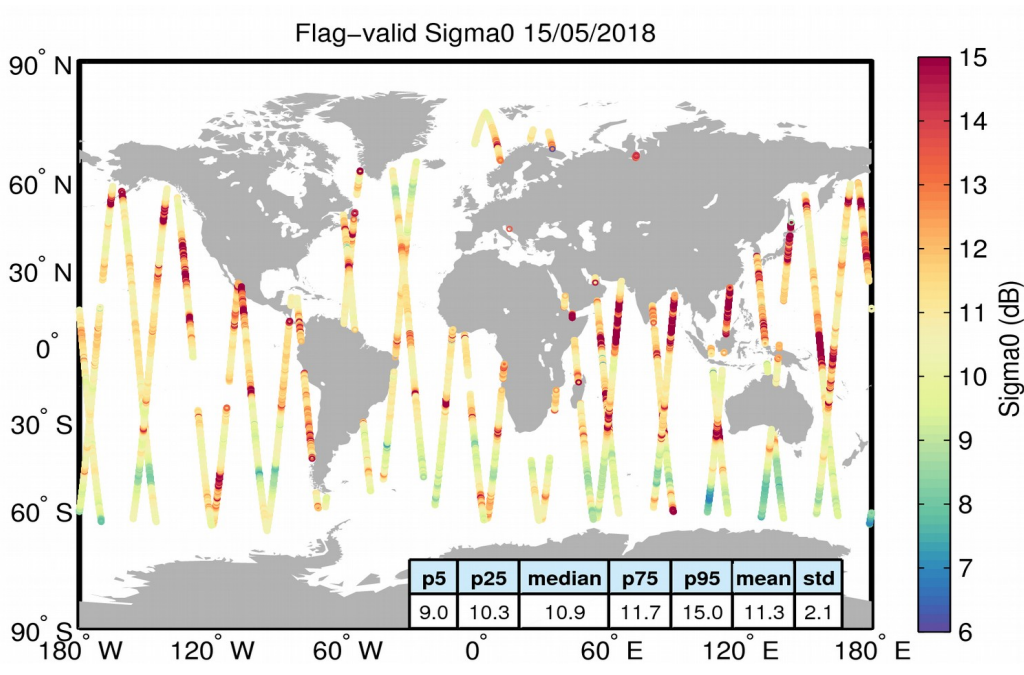 Flag−valid Sigma0 15/05/2018
90° N
60° N
30° N
0°
30° S
60° S
90° S
180° W
120° W
60° W
0°
60° E
120° E
180° E
p5 p25 median p75 p95 mean std
9.0 10.3 10.9 11.7 15.0 11.3 2.1
15
14
13
12
11
10
9
8
7
6
Sigma0 (dB)